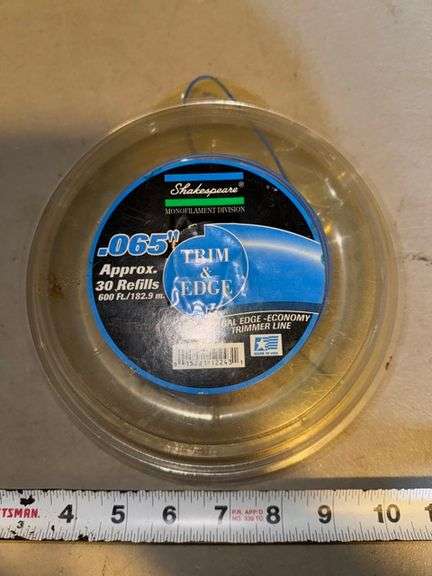 Shakespeare®
MONOFILAMENT DIVISION
.065"
Approx.
30 Refills
600 Ft./182.9 m.
TRIM
&
EDGE
EDGE-ECONOMY
TRIMMER LINE
MADE IN USA
3 4 5 6 7 8 9 10